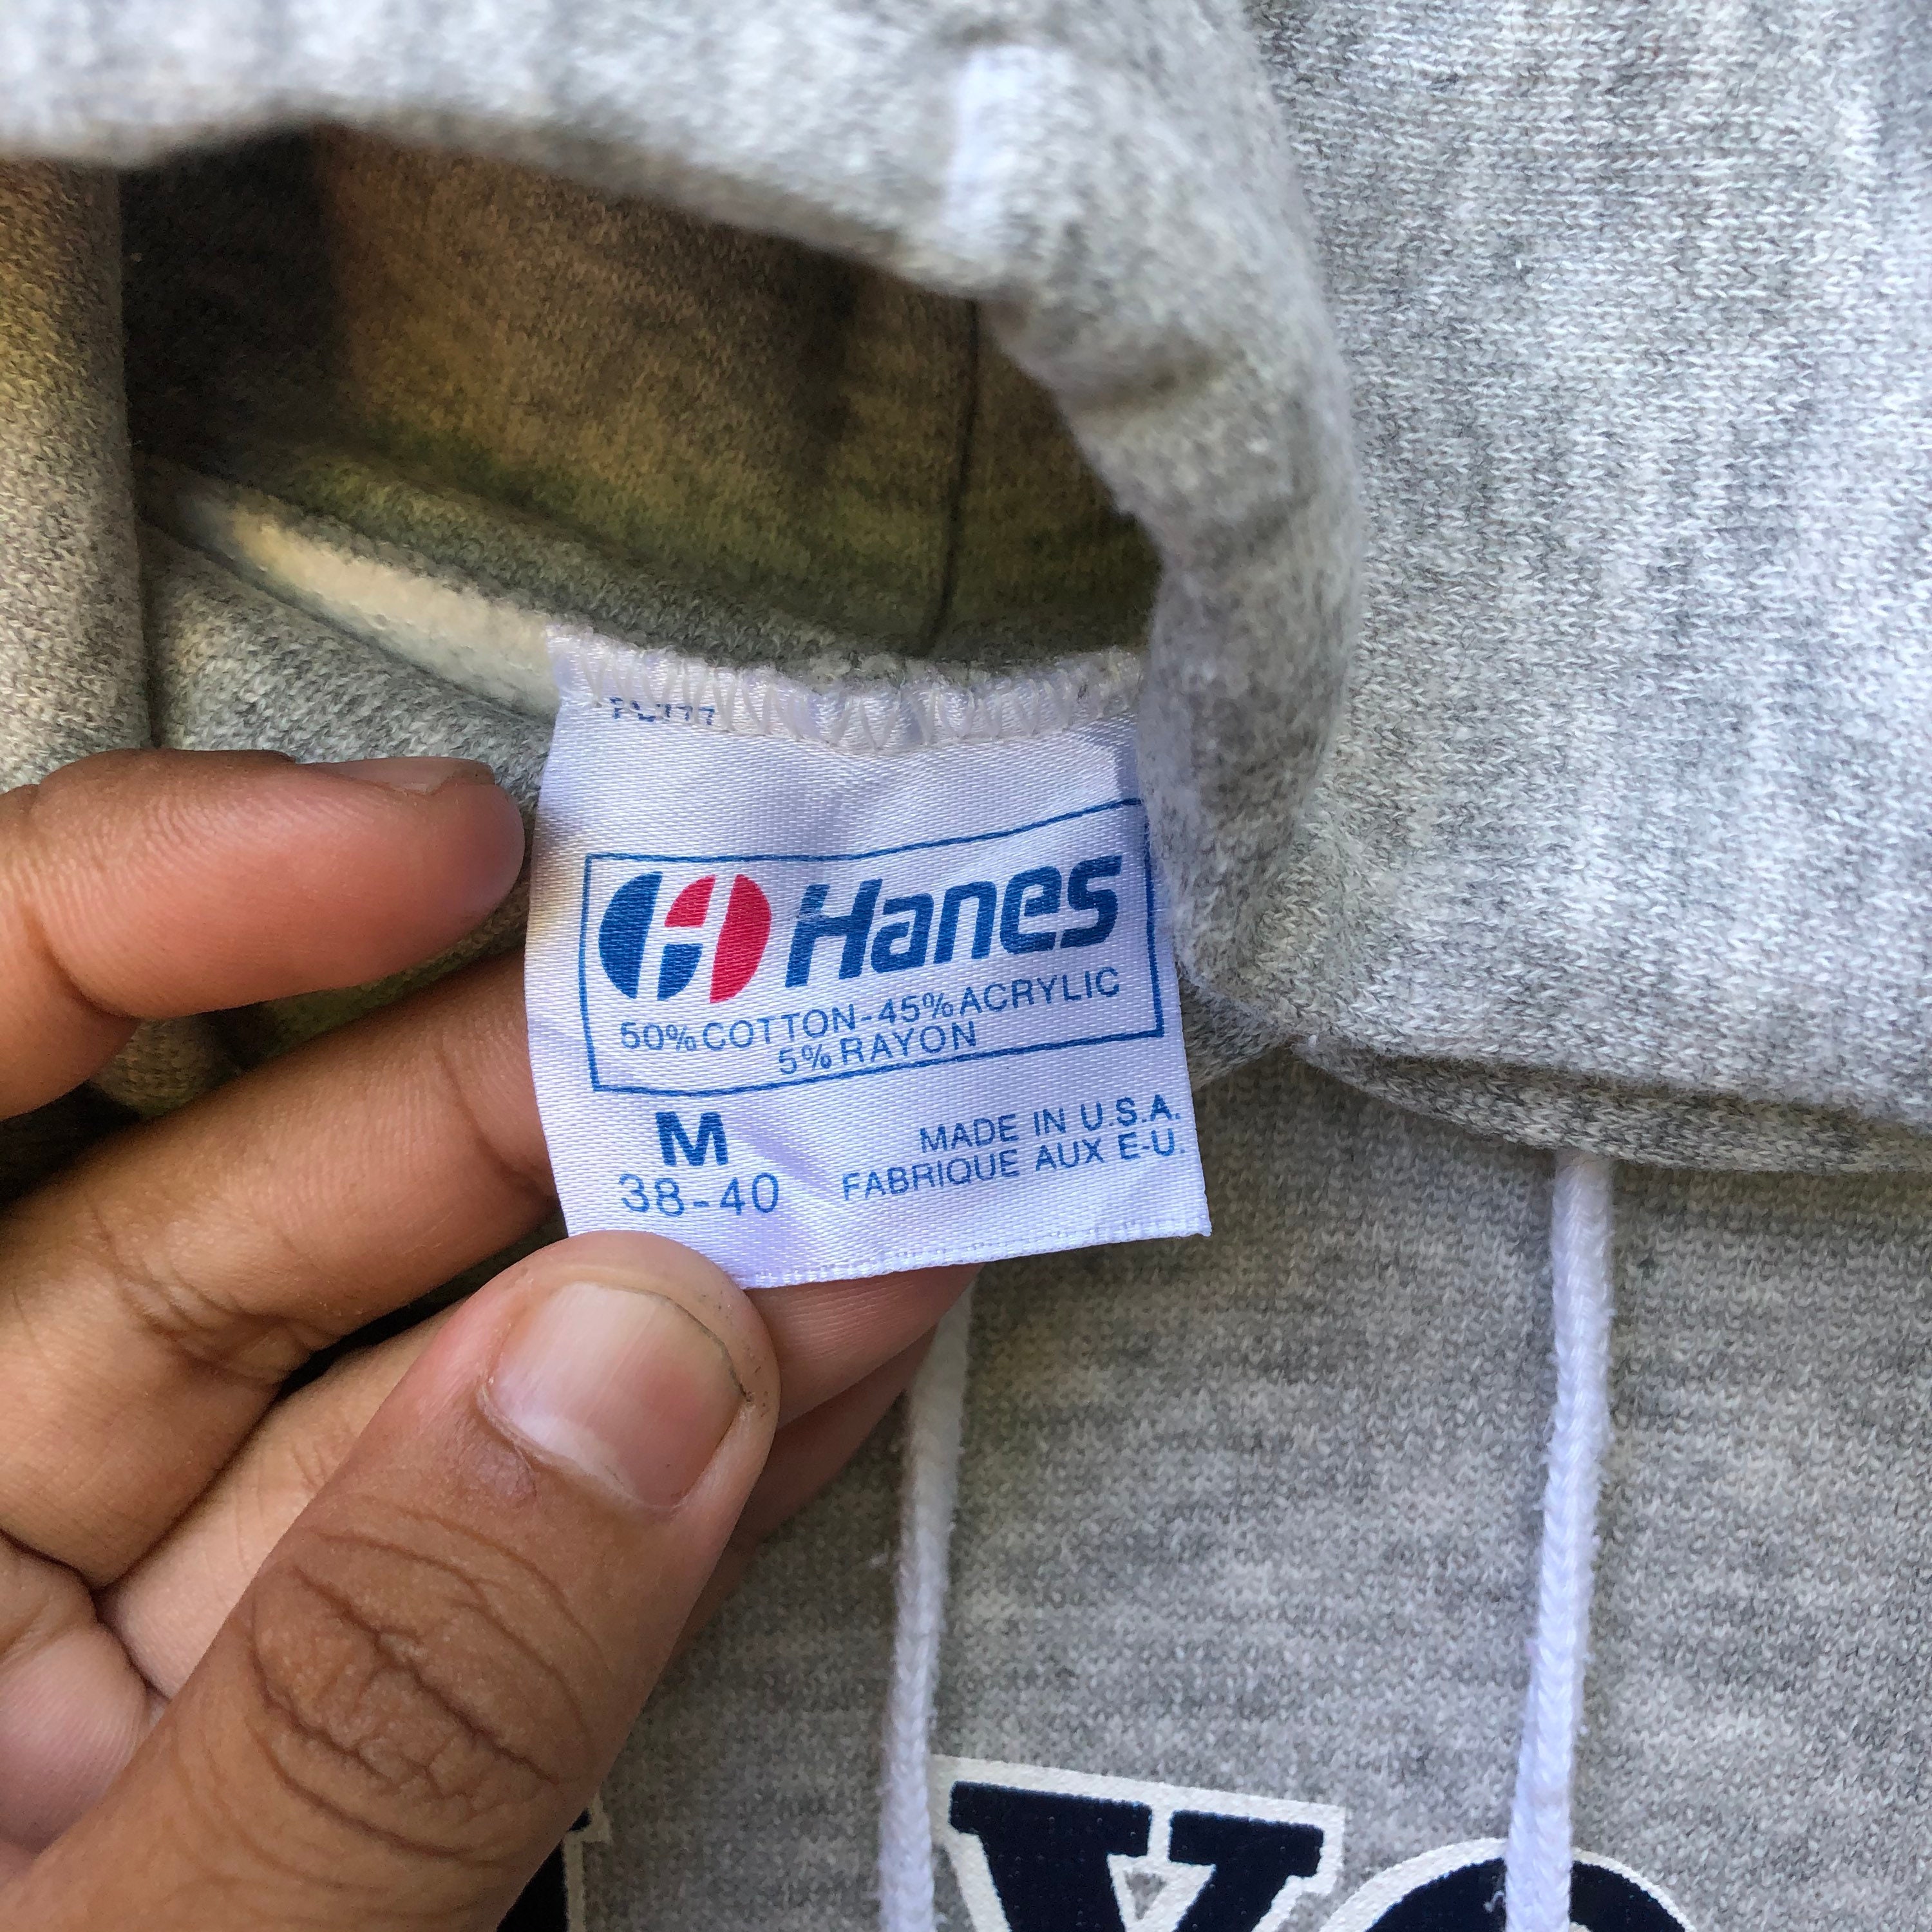 Hanes
50% COTTON-45% ACRYLIC
5% RAYON
M
38-40
MADE IN U.S.A.
FABRIQUE AUX E-U.